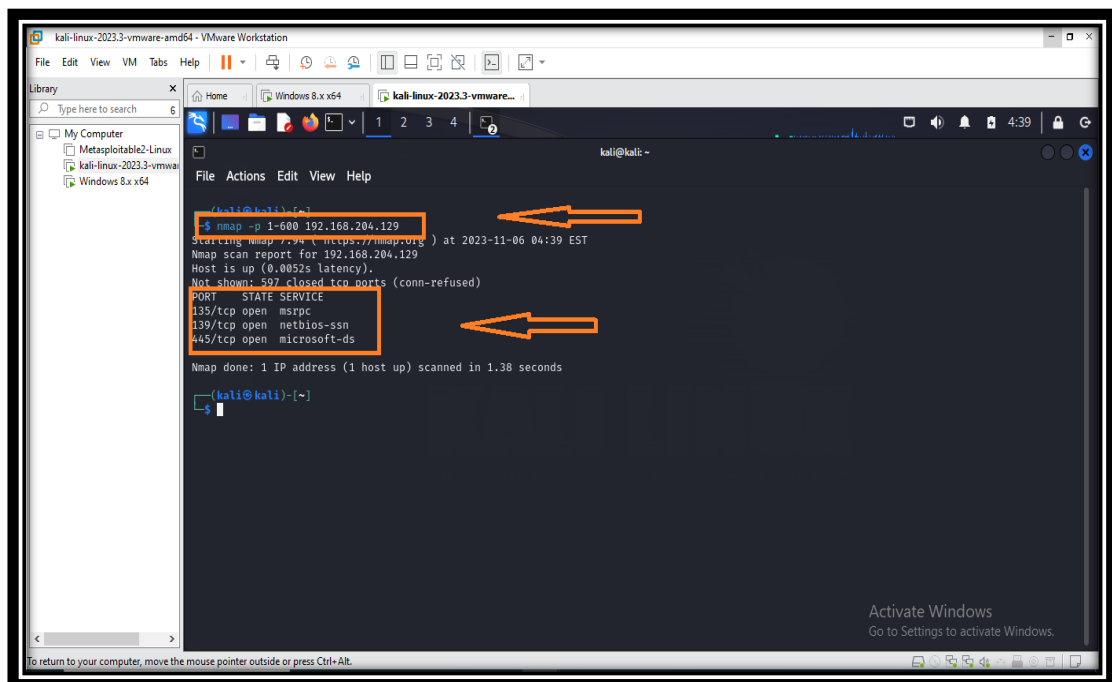 kali-linux-2023.3-vmware-amd64 - VMware Workstation
File Edit View VM Tabs Help
Library
Home
Windows 8.x x64
kali-linux-2023.3-vmware...
Type here to search
6
1 2 3 4
2
4:39
My Computer
Metasploitable2-Linux
kali-linux-2023.3-vmwar
Windows 8.x x64
kali@kali: ~
File Actions Edit View Help
(kali㉿kali)-[~]
$ nmap -p 1-600 192.168.204.129
Starting Nmap 7.94 ( https://nmap.org ) at 2023-11-06 04:39 EST
Nmap scan report for 192.168.204.129
Host is up (0.0052s latency).
Not shown: 597 closed tcp ports (conn-refused)
PORT STATE SERVICE
135/tcp open msrpc
139/tcp open netbios-ssn
445/tcp open microsoft-ds
Nmap done: 1 IP address (1 host up) scanned in 1.38 seconds
(kali㉿kali)-[~]
$
Activate Windows
Go to Settings to activate Windows.
To return to your computer, move the mouse pointer outside or press Ctrl+Alt.